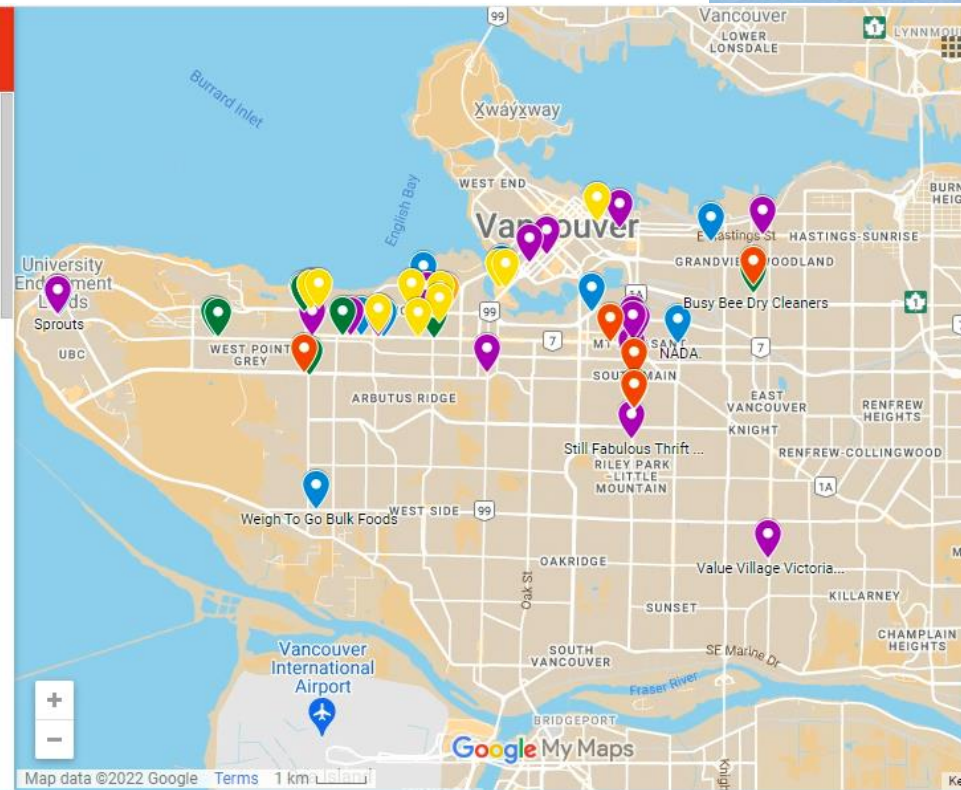 99
Vancouver
LOWER
LONSDALE
1
Burrard Inlet
X̱wáýx̱way
English Bay
WEST END
Vancouver
E Hastings St
HASTINGS-SUNRISE
University
Endowment
Lands
GRANDVIEW-WOODLAND
Sprouts
Busy Bee Dry Cleaners
1A
1
99
UBC
WEST POINT
GREY
7
NADA.
7
SOUTH MAIN
ARBUTUS RIDGE
EAST
VANCOUVER
RENFREW
HEIGHTS
KNIGHT
Still Fabulous Thrift ...
RENFREW-COLLINGWOOD
RILEY PARK
-LITTLE
MOUNTAIN
1A
Weigh To Go Bulk Foods
WEST SIDE
99
OAKRIDGE
Value Village Victoria...
Oak St
KILLARNEY
SUNSET
CHAMPLAIN
HEIGHTS
SOUTH
VANCOUVER
SE Marine Dr
Vancouver
International
Airport
Fraser River
BRIDGEPORT
+
−
Google My Maps
Map data ©2022 Google
Terms
1 km